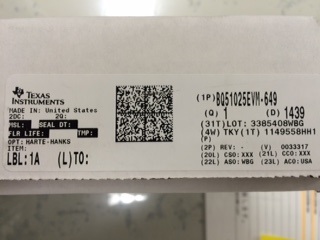 TEXAS
INSTRUMENTS
MADE IN: United States
2DC: 2Q:
MSL: SEAL DT:
FLR LIFE: TMP:
OPT: HARTE-HANKS
ITEM:
LBL:1A (L)TO:
(1P)BQ51025EVM-649
(Q) 1 (D) 1439
(31T)LOT: 3385408WBG
(4W) TKY(1T) 1149558HH1
(2P) REV: - (V) 0033317
(20L) CSO:XXX (21L) CCO:XXX
(22L) ASO:WBG (23L) ACO:USA